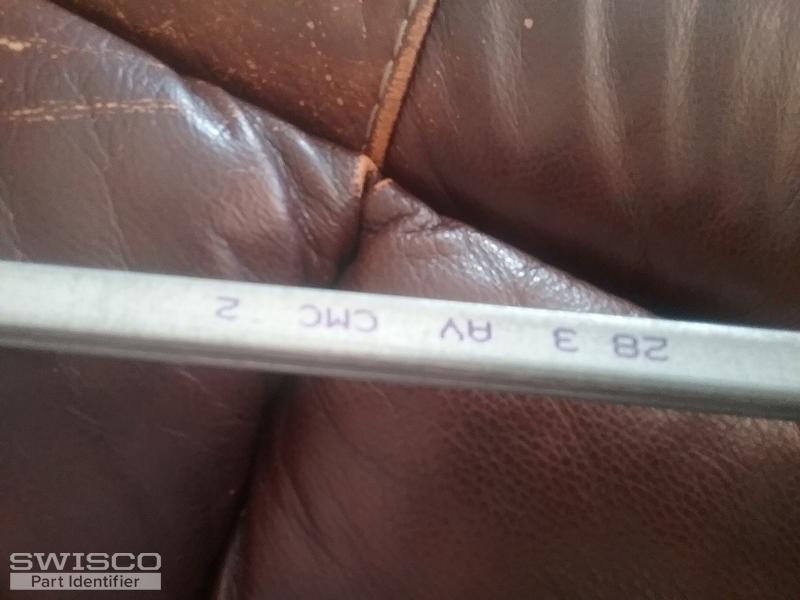 28 3 AV CMC 2
SWISCO
Part Identifier